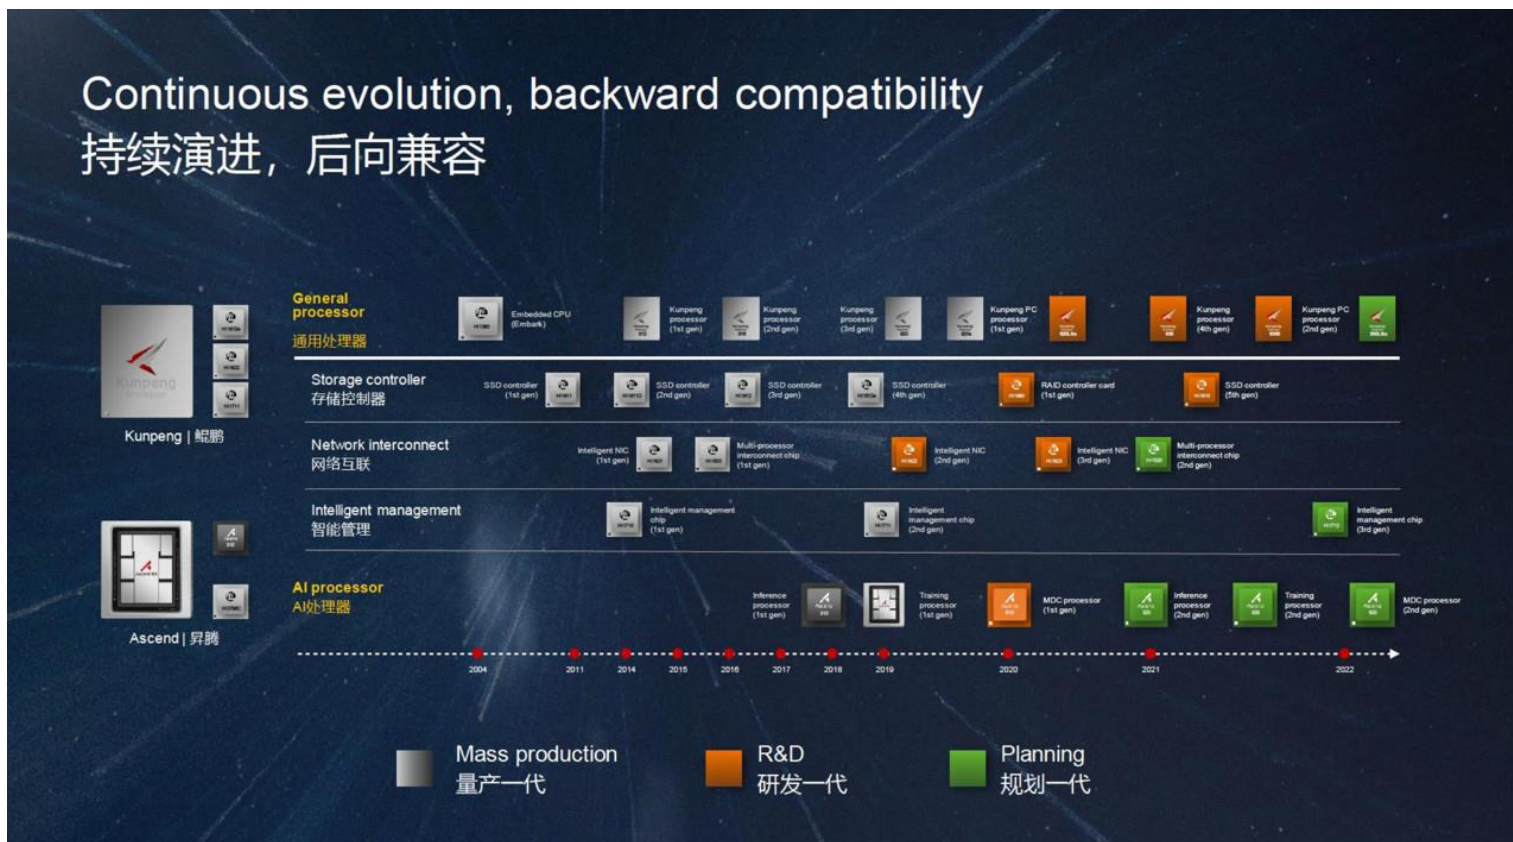 Continuous evolution, backward compatibility
持续演进，后向兼容
General
processor
通用处理器
Embedded CPU
(Embark)
Kunpeng
processor
(1st gen)
Kunpeng
processor
(2nd gen)
Kunpeng
processor
(3rd gen)
Kunpeng PC
processor
(1st gen)
Kunpeng
processor
(4th gen)
Kunpeng PC
processor
(2nd gen)
Storage controller
存储控制器
SSD controller
(1st gen)
SSD controller
(2nd gen)
SSD controller
(3rd gen)
SSD controller
(4th gen)
RAID controller card
(1st gen)
SSD controller
(5th gen)
Kunpeng
Kunpeng | 鲲鹏
Network interconnect
网络互联
Intelligent NIC
(1st gen)
Multi-processor
interconnect chip
(1st gen)
Intelligent NIC
(2nd gen)
Intelligent NIC
(3rd gen)
Multi-processor
interconnect chip
(2nd gen)
Intelligent management
智能管理
Intelligent management
chip
(1st gen)
Intelligent
management chip
(2nd gen)
Intelligent
management chip
(3rd gen)
Ascend | 昇腾
AI processor
AI处理器
Inference
processor
(1st gen)
Training
processor
(1st gen)
MDC processor
(1st gen)
Inference
processor
(2nd gen)
Training
processor
(2nd gen)
MDC processor
(2nd gen)
2004
2011
2014
2015
2016
2017
2018
2019
2020
2021
2022
Mass production
量产一代
R&D
研发一代
Planning
规划一代